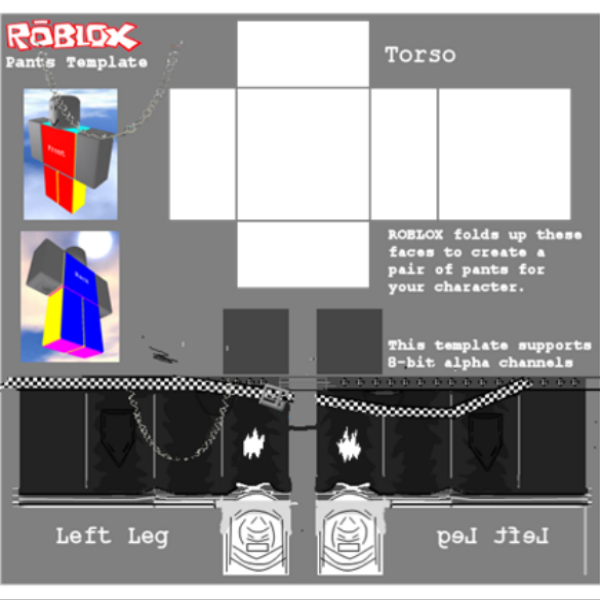 ROBLOX
Pants Template
Torso
Front
Back
ROBLOX folds up these
faces to create a
pair of pants for
your character.
This template supports
8-bit alpha channels
Left Leg
Left Leg